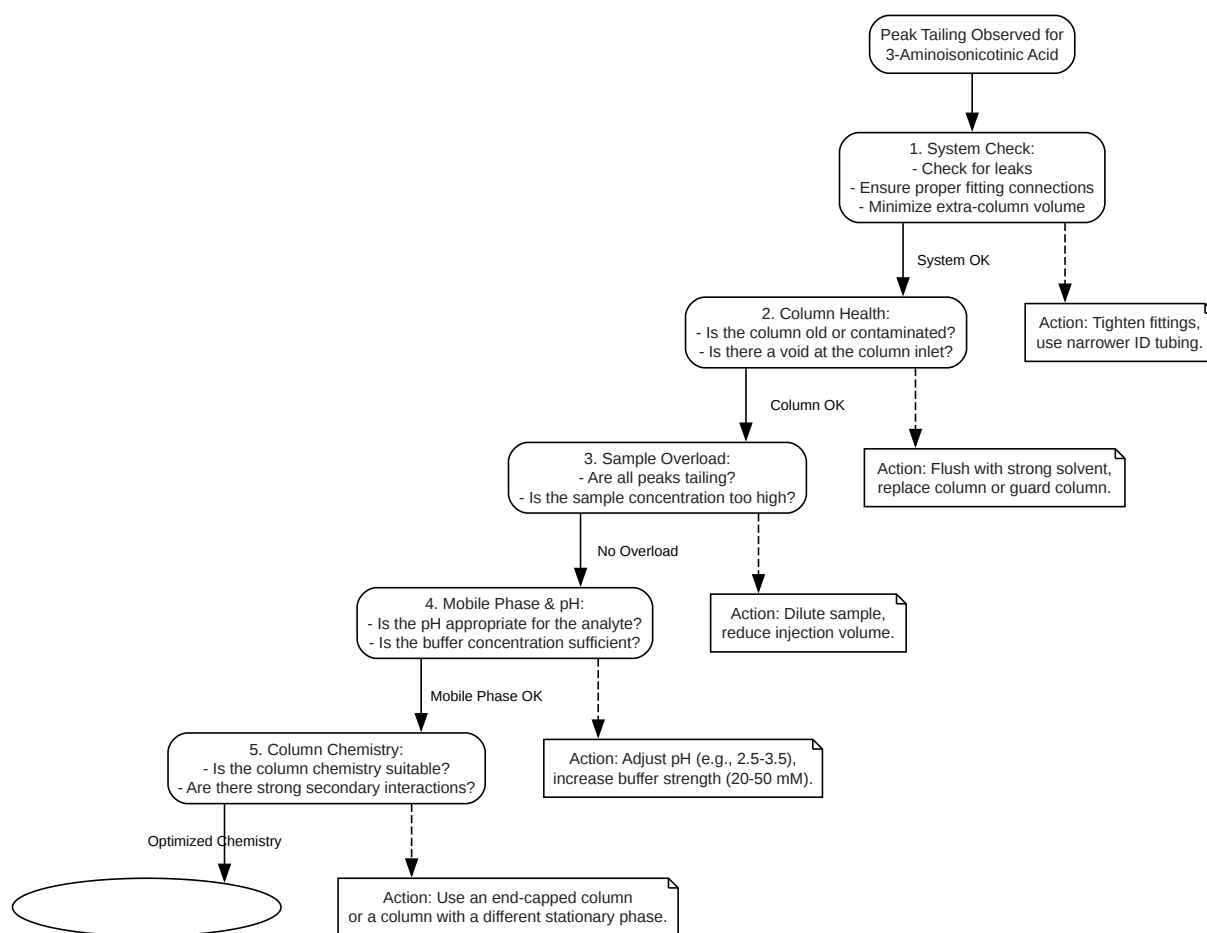 Peak Tailing Observed for
3-Aminoisonicotinic Acid
1. System Check:
- Check for leaks
- Ensure proper fitting connections
- Minimize extra-column volume
System OK
2. Column Health:
- Is the column old or contaminated?
- Is there a void at the column inlet?
Action: Tighten fittings,
use narrower ID tubing.
Column OK
3. Sample Overload:
- Are all peaks tailing?
- Is the sample concentration too high?
Action: Flush with strong solvent,
replace column or guard column.
No Overload
4. Mobile Phase & pH:
- Is the pH appropriate for the analyte?
- Is the buffer concentration sufficient?
Action: Dilute sample,
reduce injection volume.
Mobile Phase OK
5. Column Chemistry:
- Is the column chemistry suitable?
- Are there strong secondary interactions?
Action: Adjust pH (e.g., 2.5-3.5),
increase buffer strength (20-50 mM).
Optimized Chemistry
Action: Use an end-capped column
or a column with a different stationary phase.